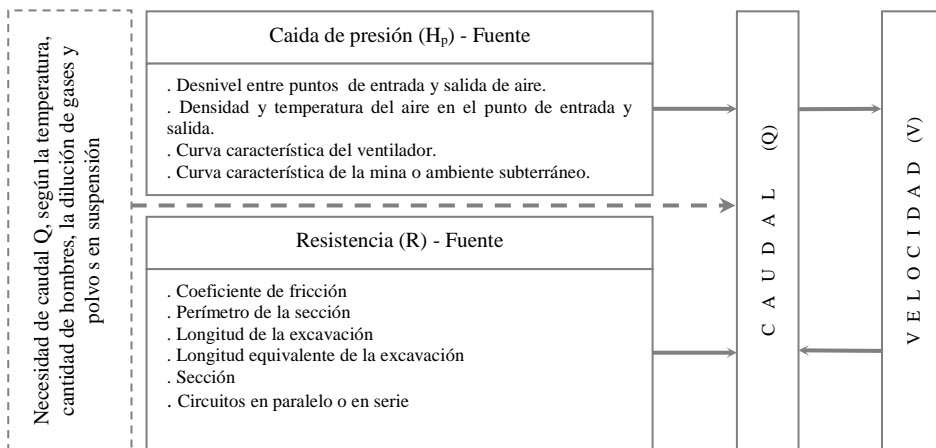 Necesidad de caudal Q, según la temperatura,
cantidad de hombres, la dilución de gases y
polvo s en suspensión
Caida de presión (Hp) - Fuente
. Desnivel entre puntos de entrada y salida de aire.
. Densidad y temperatura del aire en el punto de entrada y
salida.
. Curva característica del ventilador.
. Curva característica de la mina o ambiente subterráneo.
Resistencia (R) - Fuente
. Coeficiente de fricción
. Perímetro de la sección
. Longitud de la excavación
. Longitud equivalente de la excavación
. Sección
. Circuitos en paralelo o en serie
C A U D A L (Q)
V E L O C I D A D (V)